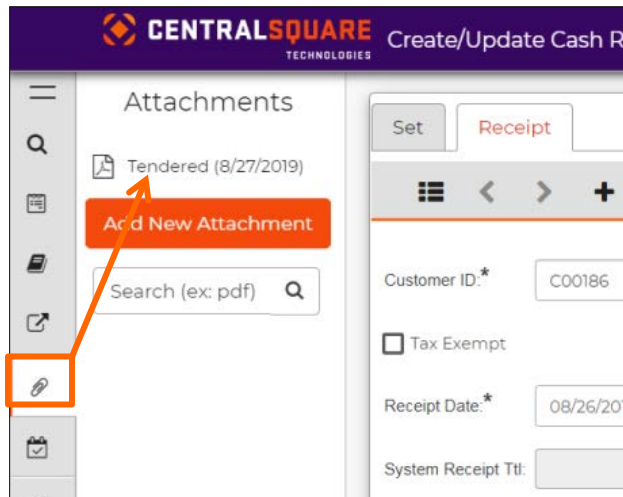 CENTRALSQUARE
TECHNOLOGIES
Create/Update Cash R
Attachments
Tendered (8/27/2019)
Add New Attachment
Search (ex: pdf)
Set
Receipt
Customer ID:*
C00186
Tax Exempt
Receipt Date:*
08/26/201
System Receipt Ttl: